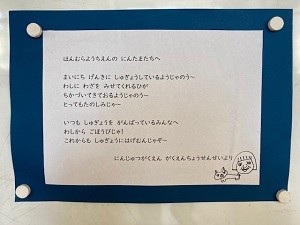 ほんむらようちえんの にんたまたちへ
まいにち げんきに しゅぎょうしているようじゃのう〜
わしに わざを みせてくれるひが
ちかづいてきておるようじゃのう〜
とってもたのしみじゃ〜
いつも しゅぎょうを がんばっているみんなへ
わしから ごほうびじゃ!
これからも しゅぎょうにはげむんじゃぞ〜
にんじゅつがくえん がくえんちょうせんせいより